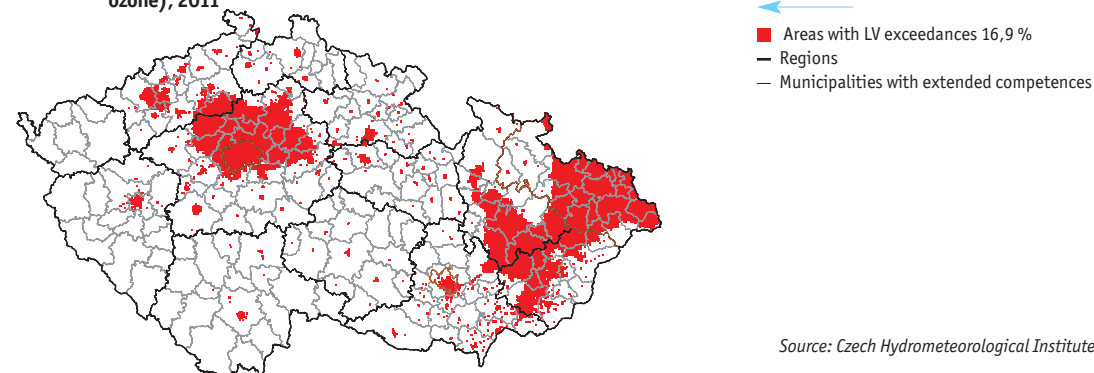 ozone), 2011
Areas with LV exceedances 16,9 %
Regions
Municipalities with extended competences
Source: Czech Hydrometeorological Institute